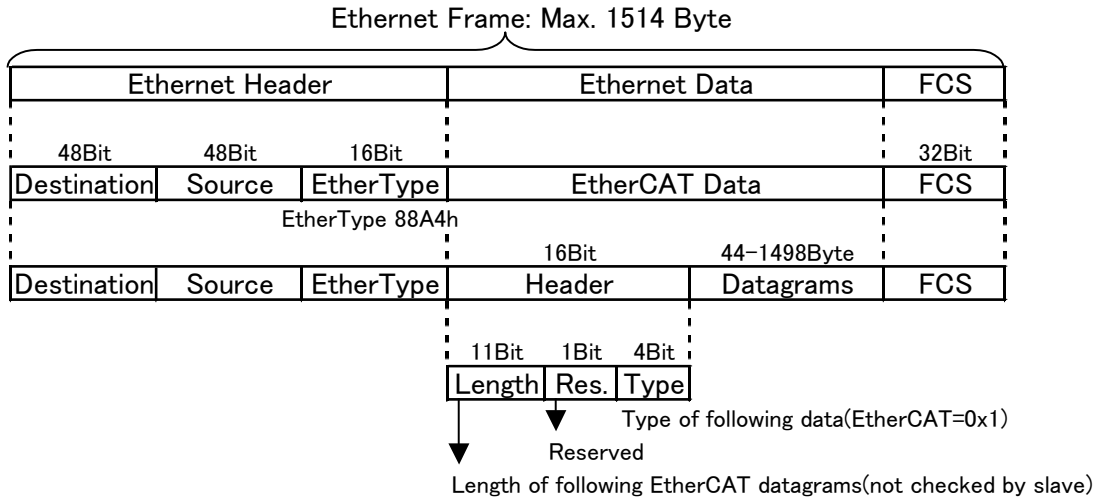 Ethernet Frame: Max. 1514 Byte
Ethernet Header Ethernet Data FCS
48Bit 48Bit 16Bit 32Bit
Destination Source EtherType EtherCAT Data FCS
EtherType 88A4h
16Bit 44-1498Byte
Destination Source EtherType Header Datagrams FCS
11Bit 1Bit 4Bit
Length Res. Type
Type of following data(EtherCAT=0x1)
Reserved
Length of following EtherCAT datagrams(not checked by slave)